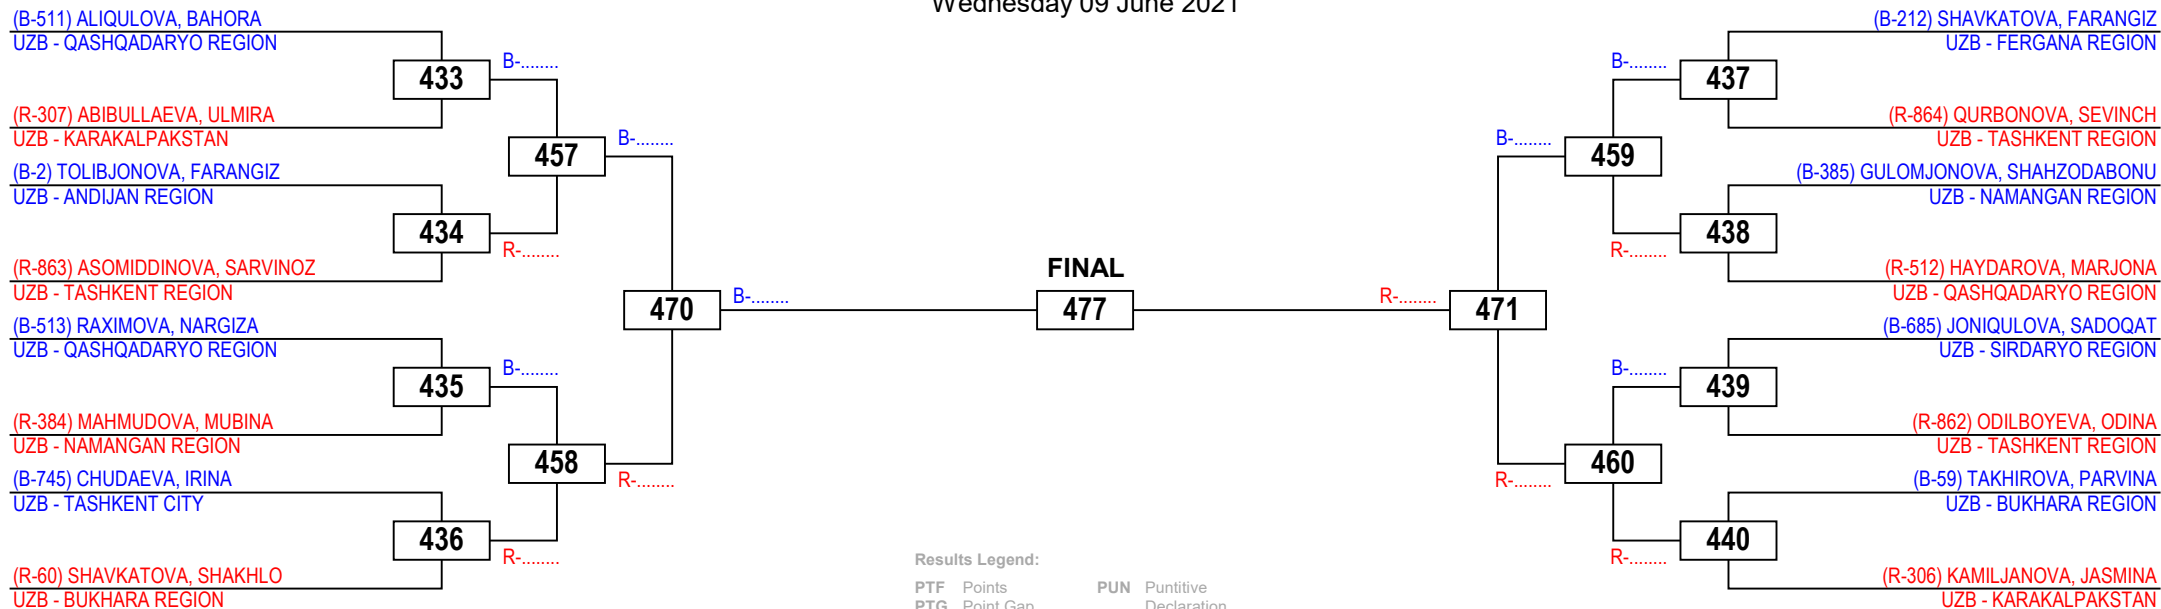 Wednesday 09 June 2021
(B-511) ALIQULOVA, BAHORA
UZB - QASHQADARYO REGION
433
B-........
(R-307) ABIBULLAEVA, ULMIRA
UZB - KARAKALPAKSTAN
457
B-........
(B-2) TOLIBJONOVA, FARANGIZ
UZB - ANDIJAN REGION
434
R-........
(R-863) ASOMIDDINOVA, SARVINOZ
UZB - TASHKENT REGION
470
B-........
(B-513) RAXIMOVA, NARGIZA
UZB - QASHQADARYO REGION
435
B-........
(R-384) MAHMUDOVA, MUBINA
UZB - NAMANGAN REGION
458
R-........
(B-745) CHUDAEVA, IRINA
UZB - TASHKENT CITY
436
R-........
(R-60) SHAVKATOVA, SHAKHLO
UZB - BUKHARA REGION
FINAL
477
(B-212) SHAVKATOVA, FARANGIZ
UZB - FERGANA REGION
B-........
437
(R-864) QURBONOVA, SEVINCH
UZB - TASHKENT REGION
B-........
459
(B-385) GULOMJONOVA, SHAHZODABONU
UZB - NAMANGAN REGION
438
R-........
(R-512) HAYDAROVA, MARJONA
UZB - QASHQADARYO REGION
R-........
471
(B-685) JONIQULOVA, SADOQAT
UZB - SIRDARYO REGION
B-........
439
(R-862) ODILBOYEVA, ODINA
UZB - TASHKENT REGION
460
R-........
(B-59) TAKHIROVA, PARVINA
UZB - BUKHARA REGION
440
R-........
(R-306) KAMILJANOVA, JASMINA
UZB - KARAKALPAKSTAN
Results Legend:
PTF Points PUN Puntitive
PTG Point Gap Declaration